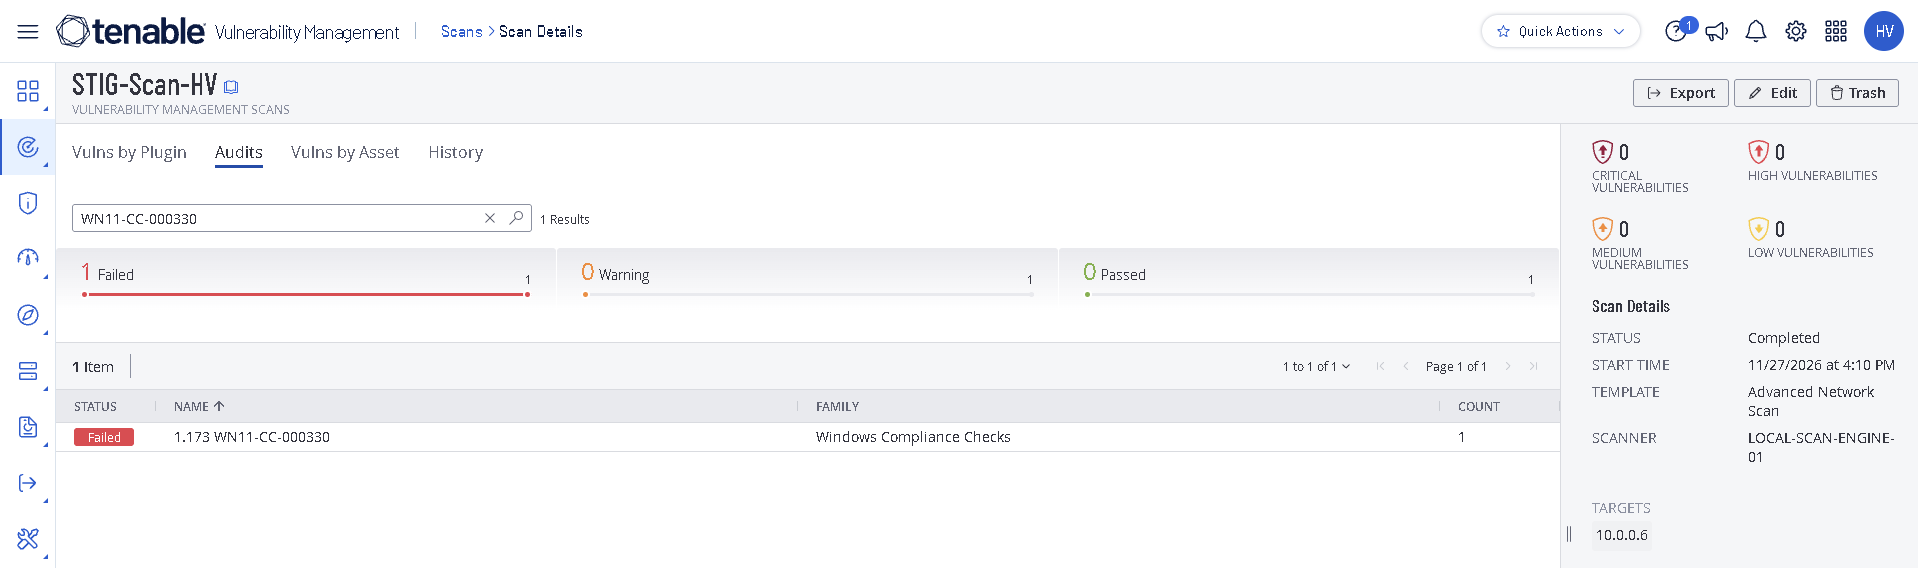 tenable Vulnerability Management Scans > Scan Details Quick Actions 1 HV
STIG-Scan-HV
VULNERABILITY MANAGEMENT SCANS
Export Edit Trash
Vulns by Plugin Audits Vulns by Asset History
WN11-CC-000330 1 Results
1 Failed 1
0 Warning 1
0 Passed 1
1 Item 1 to 1 of 1 Page 1 of 1
STATUS NAME FAMILY COUNT
Failed 1.173 WN11-CC-000330 Windows Compliance Checks 1
0
CRITICAL
VULNERABILITIES
0
HIGH VULNERABILITIES
0
MEDIUM
VULNERABILITIES
0
LOW VULNERABILITIES
Scan Details
STATUS Completed
START TIME 11/27/2026 at 4:10 PM
TEMPLATE Advanced Network
Scan
SCANNER LOCAL-SCAN-ENGINE-
01
TARGETS
10.0.0.6